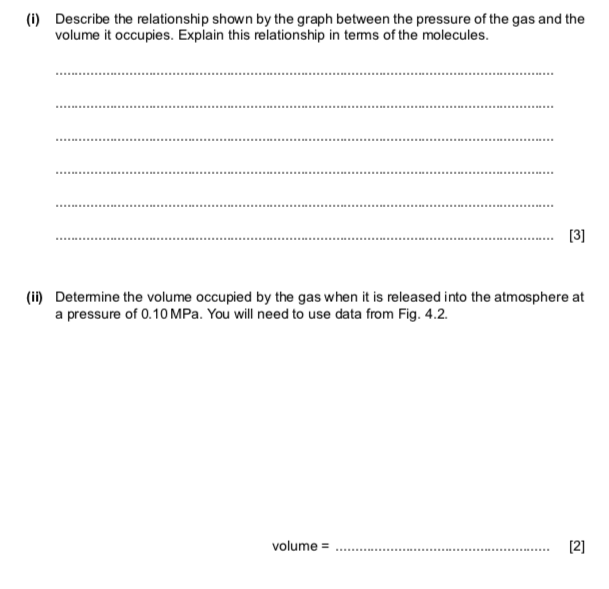 (i) Describe the relationship shown by the graph between the pressure of the gas and the
volume it occupies. Explain this relationship in terms of the molecules.
..........................................................................................................................................
..........................................................................................................................................
..........................................................................................................................................
..........................................................................................................................................
..........................................................................................................................................
.......................................................................................................................................... [3]
(ii) Determine the volume occupied by the gas when it is released into the atmosphere at
a pressure of 0.10 MPa. You will need to use data from Fig. 4.2.
volume = ...................................................... [2]